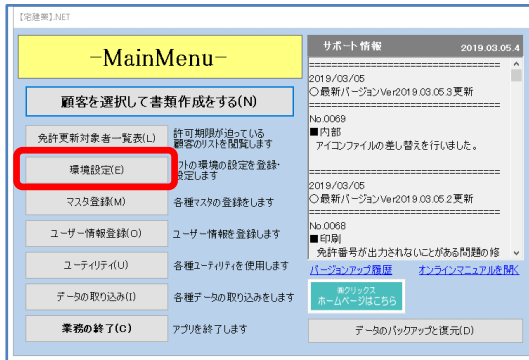 【宅建業】.NET
-MainMenu-
顧客を選択して書類作成をする(N)
免許更新対象者一覧表(L)
許可期限が迫っている
顧客のリストを閲覧します
環境設定(E)
フトの環境の設定を登録・
設定します
マスタ登録(M)
各種マスタの登録をします
ユーザー情報登録(O)
ユーザー情報を登録します
ユーティリティ(U)
各種ユーティリティを使用します
データの取り込み(I)
各種データの取り込みをします
業務の終了(C)
アプリを終了します
サポート情報
2019.03.05.4
==================================
2019/03/05
○最新バージョンVer2019.03.05.3更新
==================================
No.0069
■内部
アイコンファイルの差し替えを行いました。
==================================
2019/03/05
○最新バージョンVer2019.03.05.2更新
==================================
No.0068
■印刷
免許番号が出力されないことがある問題の修
バージョンアップ履歴
オンラインマニュアルを開く
㈱クリックス
ホームページはこちら
データのバックアップと復元(D)